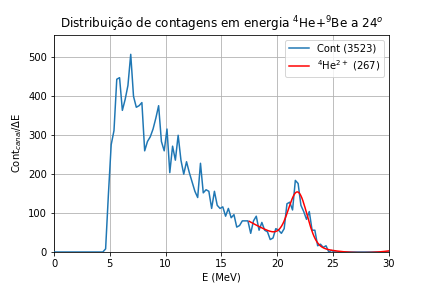 Distribuição de contagens em energia ⁴He+⁹Be a 24°
Cont (3523)
⁴He²⁺ (267)
Cont_canal/ΔE
500
400
300
200
100
0
0 5 10 15 20 25 30
E (MeV)